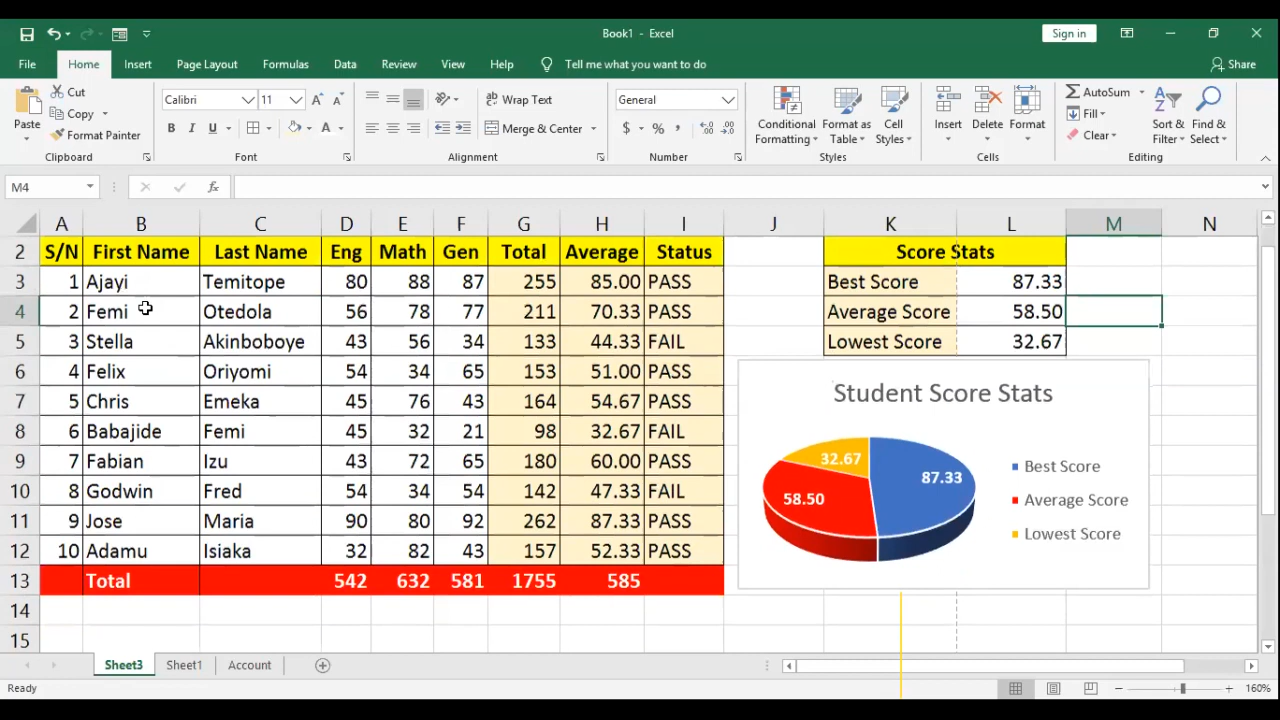 Book1 - Excel
Sign in
File Home Insert Page Layout Formulas Data Review View Help Tell me what you want to do Share
Paste
Cut
Copy
Format Painter
Clipboard
Calibri 11
B I U
Font
Wrap Text
Merge & Center
Alignment
General
$ % ,
Number
Conditional Formatting
Format as Table
Cell Styles
Styles
Insert
Delete
Format
Cells
AutoSum
Fill
Clear
Sort & Filter
Find & Select
Editing
M4 fx
A B C D E F G H I J K L M N
2 S/N First Name Last Name Eng Math Gen Total Average Status Score Stats
3 1 Ajayi Temitope 80 88 87 255 85.00 PASS Best Score 87.33
4 2 Femi Otedola 56 78 77 211 70.33 PASS Average Score 58.50
5 3 Stella Akinboboye 43 56 34 133 44.33 FAIL Lowest Score 32.67
6 4 Felix Oriyomi 54 34 65 153 51.00 PASS
7 5 Chris Emeka 45 76 43 164 54.67 PASS
8 6 Babajide Femi 45 32 21 98 32.67 FAIL
9 7 Fabian Izu 43 72 65 180 60.00 PASS
10 8 Godwin Fred 54 34 54 142 47.33 FAIL
11 9 Jose Maria 90 80 92 262 87.33 PASS
12 10 Adamu Isiaka 32 82 43 157 52.33 PASS
13 Total 542 632 581 1755 585
14
15
Student Score Stats
32.67
87.33
58.50
Best Score
Average Score
Lowest Score
Sheet3 Sheet1 Account
Ready 160%